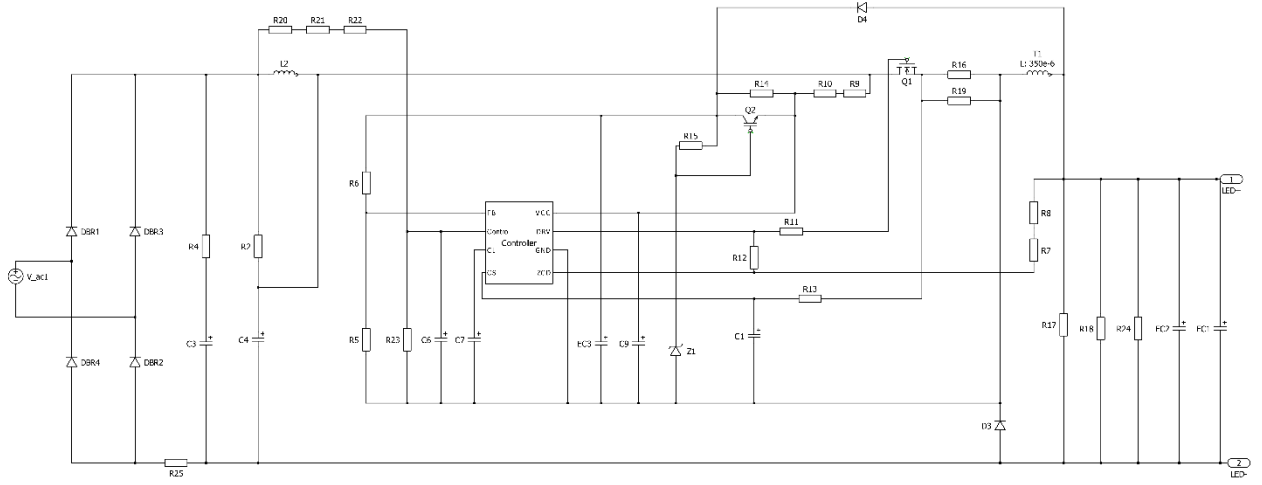 R20
R21
R22
D4
T1
L: 350e-6
L2
R16
R14
R10
R9
Q1
R19
Q2
R15
R6
FB
VCC
R8
LED+
1
DBR1
DBR3
R4
R2
Contro
DRV
R11
Controller
C1
GND
R12
R7
CS
ZCD
V_ac1
R13
C3
C4
R5
R23
C6
C7
EC3
C9
Z1
C1
R17
R18
R24
EC2
EC1
DBR4
DBR2
D3
R25
2
LED-